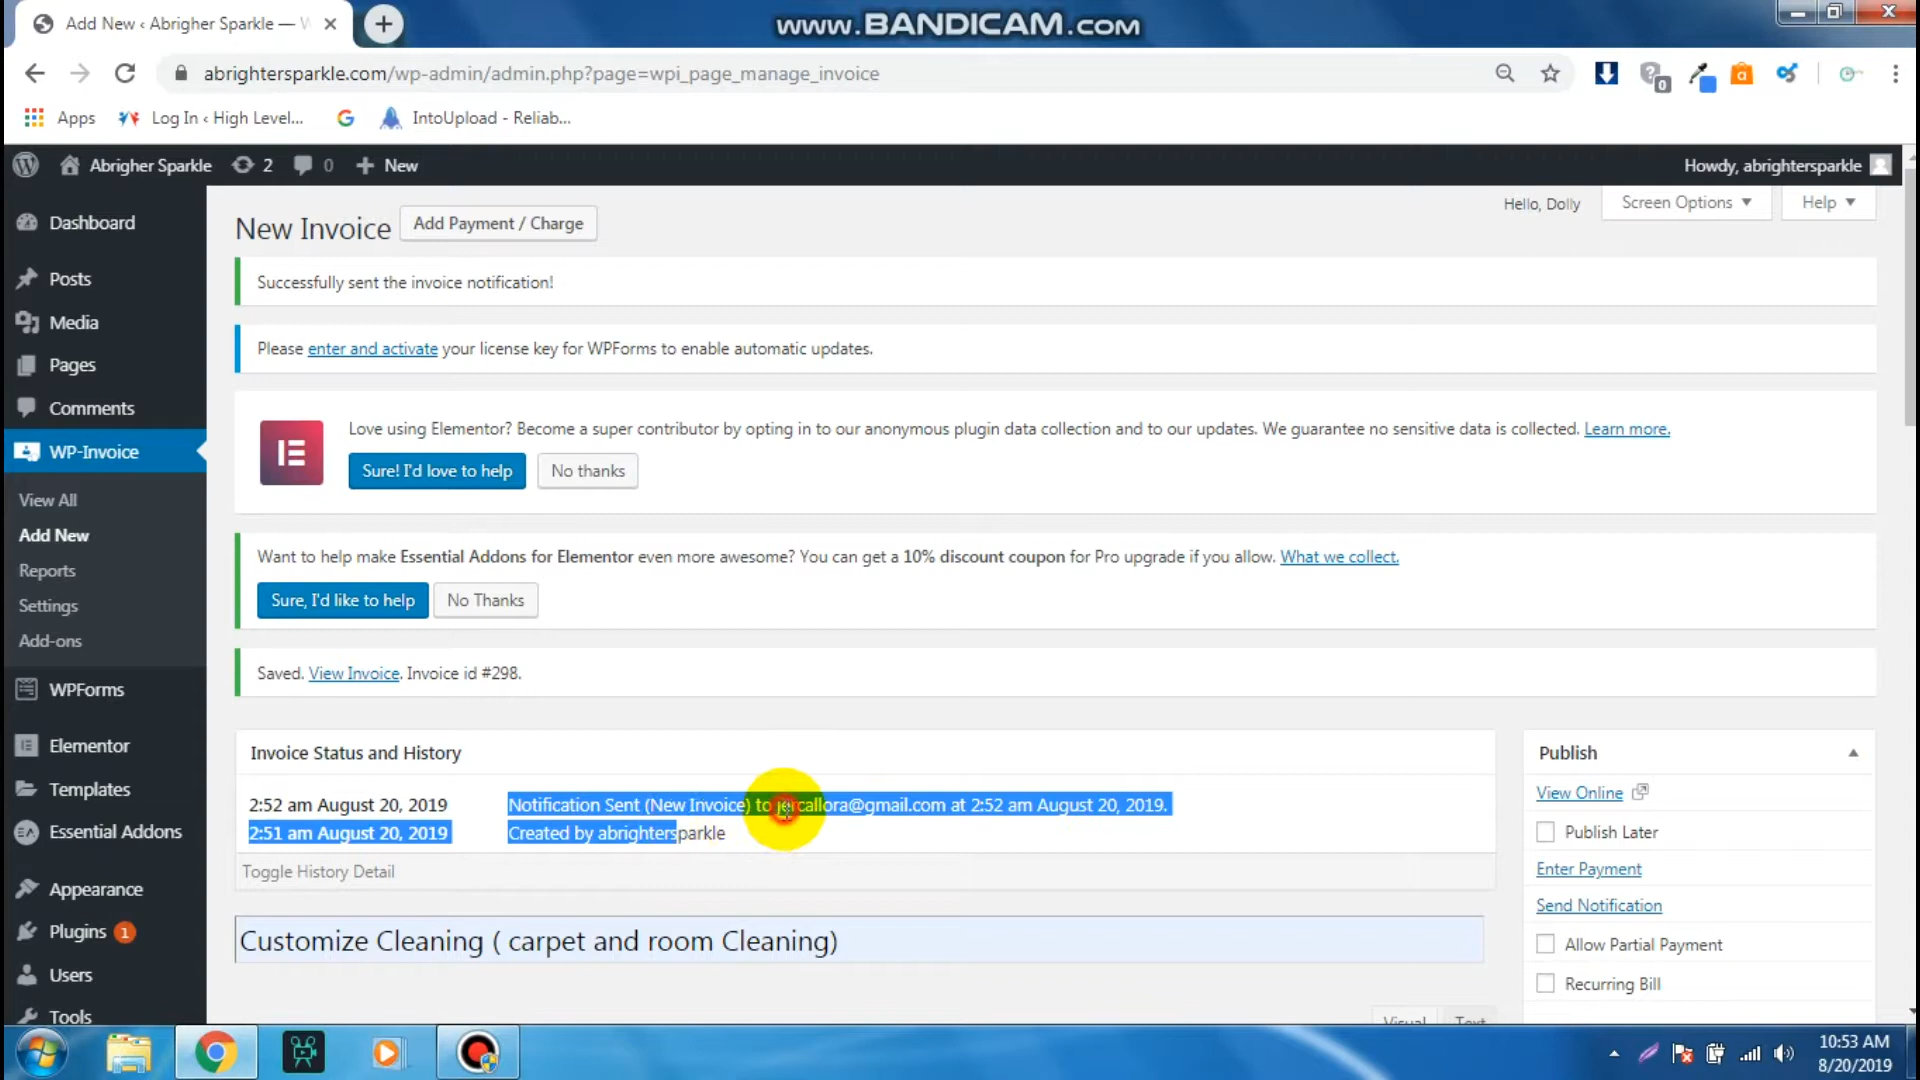 Add New ‹ Abrigher Sparkle — W
www.BANDICAM.com
abrightersparkle.com/wp-admin/admin.php?page=wpi_page_manage_invoice
Apps
Log In ‹ High Level...
IntoUpload - Reliab...
Abrigher Sparkle
2
0
New
Howdy, abrightersparkle
Dashboard
Posts
Media
Pages
Comments
WP-Invoice
View All
Add New
Reports
Settings
Add-ons
WPForms
Elementor
Templates
Essential Addons
Appearance
Plugins 1
Users
Tools
Hello, Dolly
Screen Options
Help
New Invoice
Add Payment / Charge
Successfully sent the invoice notification!
Please enter and activate your license key for WPForms to enable automatic updates.
Love using Elementor? Become a super contributor by opting in to our anonymous plugin data collection and to our updates. We guarantee no sensitive data is collected. Learn more.
Sure! I'd love to help
No thanks
Want to help make Essential Addons for Elementor even more awesome? You can get a 10% discount coupon for Pro upgrade if you allow. What we collect.
Sure, I'd like to help
No Thanks
Saved. View Invoice. Invoice id #298.
Invoice Status and History
2:52 am August 20, 2019 Notification Sent (New Invoice) to at 2:52 am August 20, 2019.
2:51 am August 20, 2019 Created by abrightersparkle
Toggle History Detail
Customize Cleaning ( carpet and room Cleaning)
Visual
Text
Publish
View Online
Publish Later
Enter Payment
Send Notification
Allow Partial Payment
Recurring Bill
10:53 AM
8/20/2019